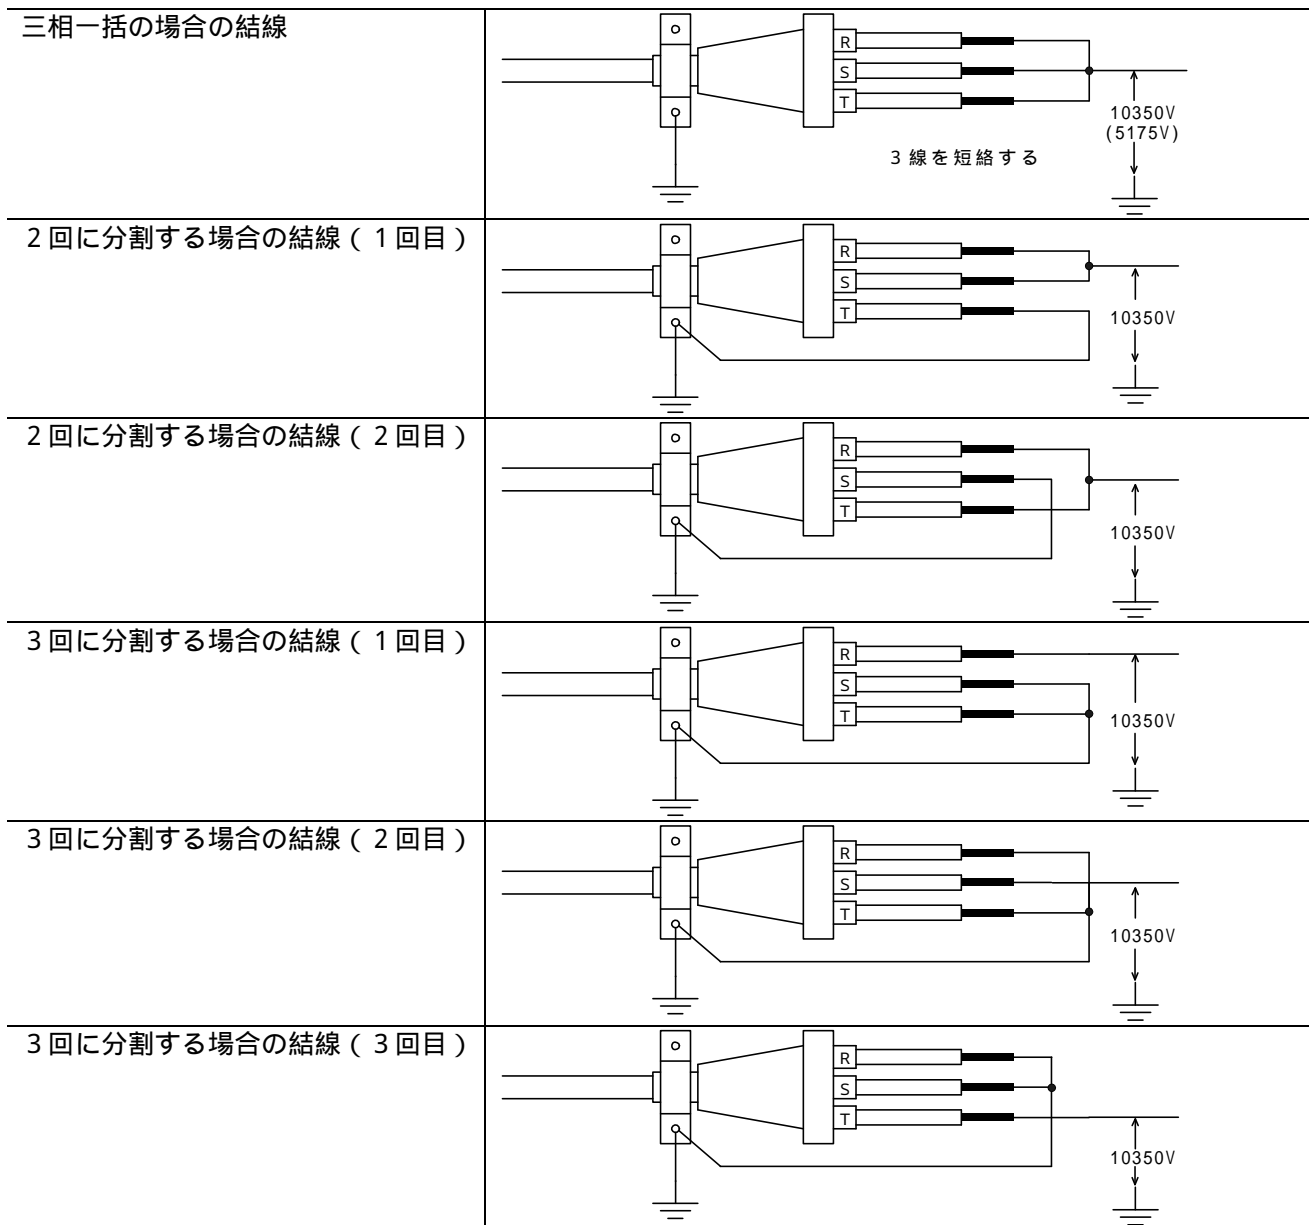 三相一括の場合の結線
R
S
T
10350V
(5175V)
3線を短絡する
2回に分割する場合の結線(1回目)
R
S
T
10350V
2回に分割する場合の結線(2回目)
R
S
T
10350V
3回に分割する場合の結線(1回目)
R
S
T
10350V
3回に分割する場合の結線(2回目)
R
S
T
10350V
3回に分割する場合の結線(3回目)
R
S
T
10350V